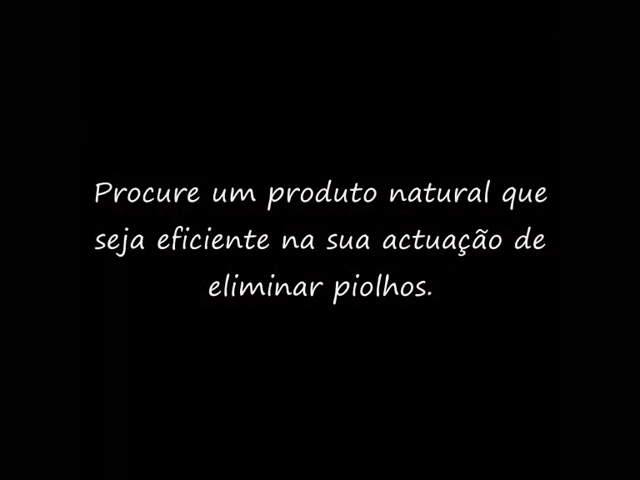 Procure um produto natural que
seja eficiente na sua actuação de
eliminar piolhos.